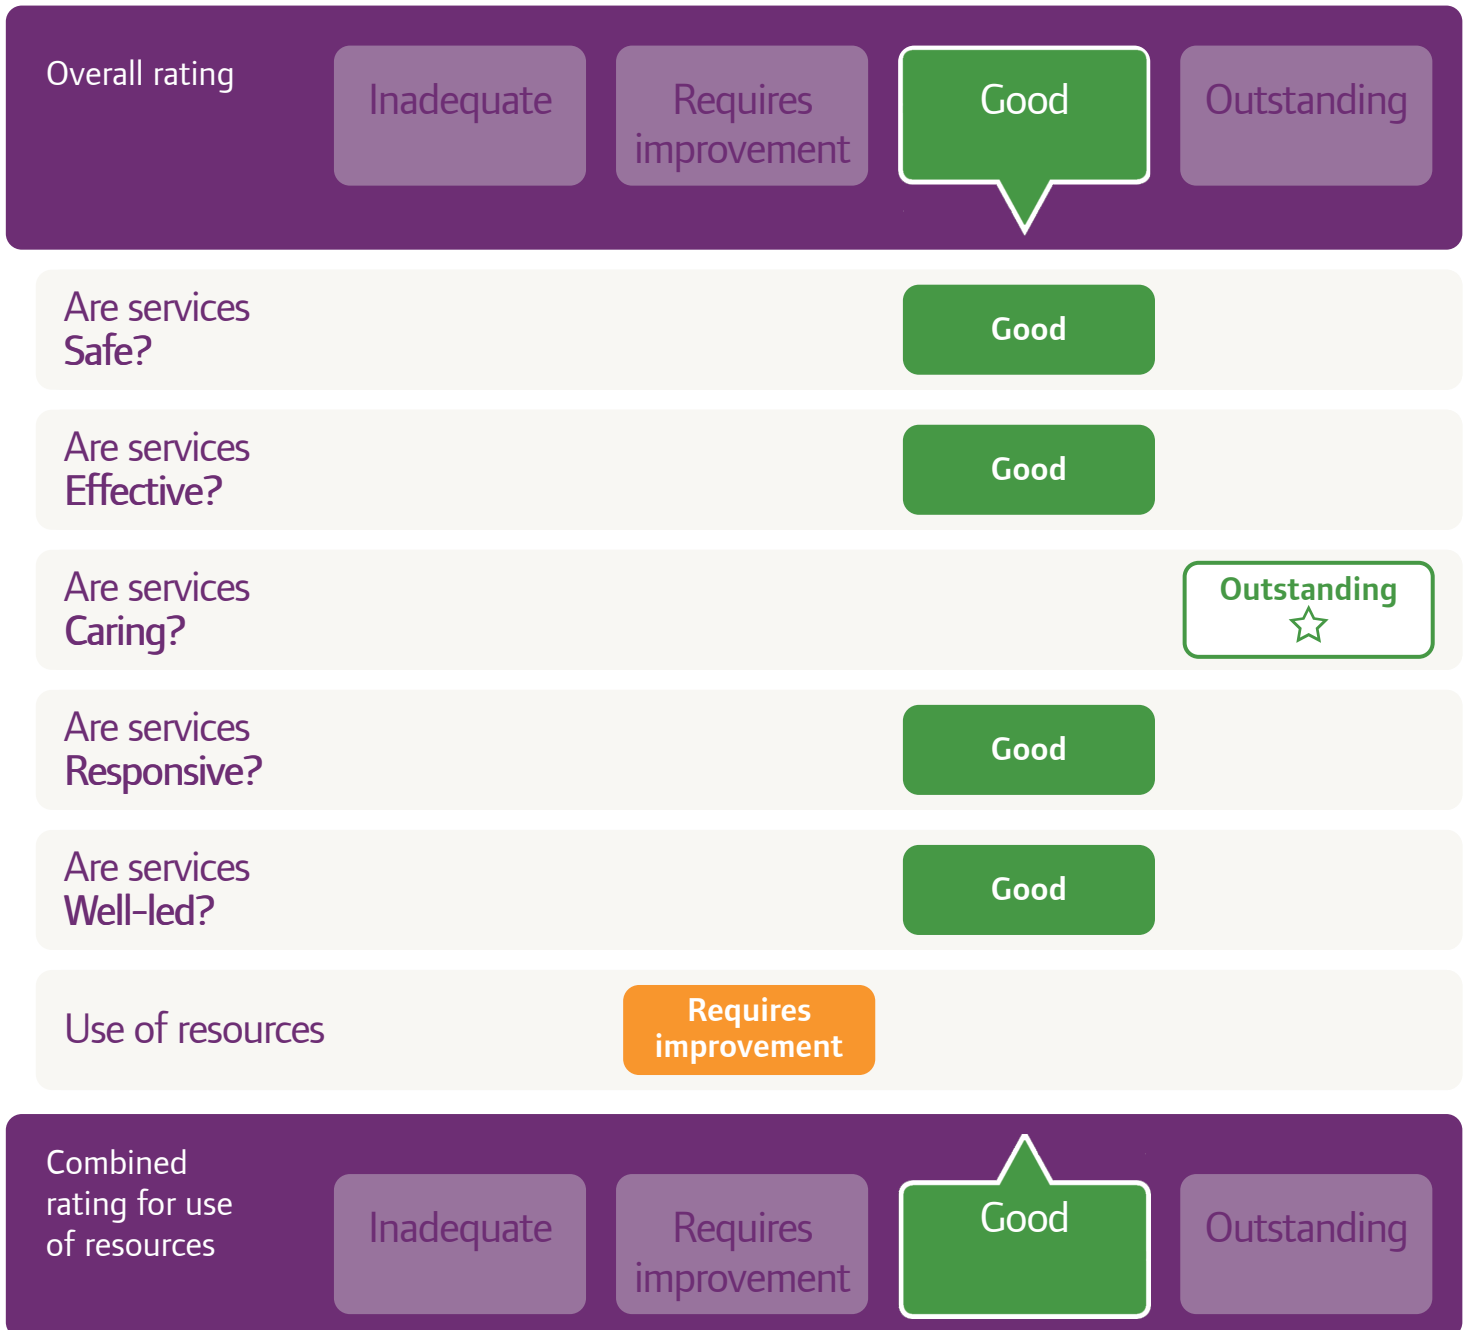 Overall rating
Inadequate
Requires
improvement
Good
Outstanding
Are services
Safe?
Good
Are services
Effective?
Good
Are services
Caring?
Outstanding
Are services
Responsive?
Good
Are services
Well-led?
Good
Use of resources
Requires
improvement
Combined
rating for use
of resources
Inadequate
Requires
improvement
Good
Outstanding